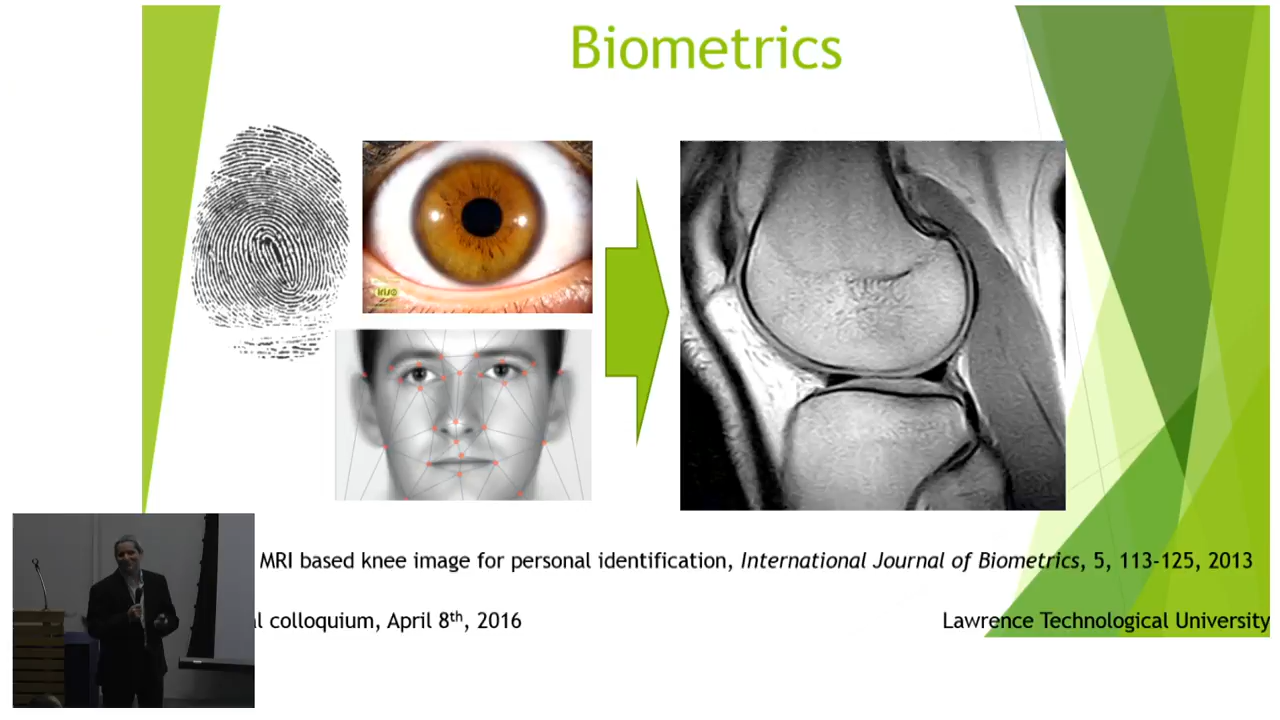 Biometrics
MRI based knee image for personal identification, International Journal of Biometrics, 5, 113-125, 2013
colloquium, April 8th, 2016
Lawrence Technological University